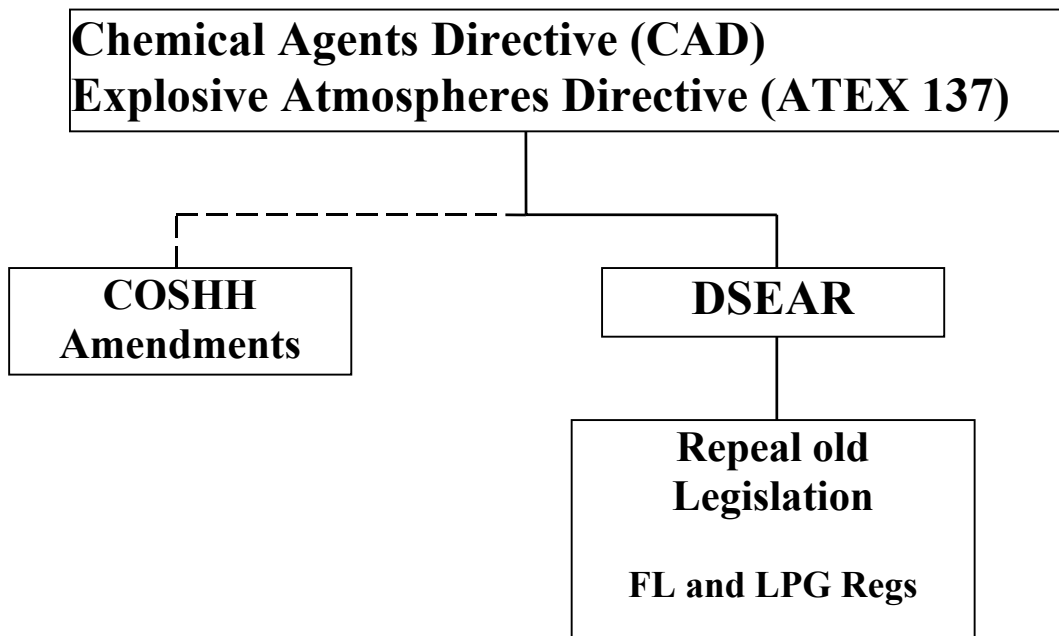 Chemical Agents Directive (CAD)
Explosive Atmospheres Directive (ATEX 137)
COSHH
Amendments
DSEAR
Repeal old
Legislation
FL and LPG Regs